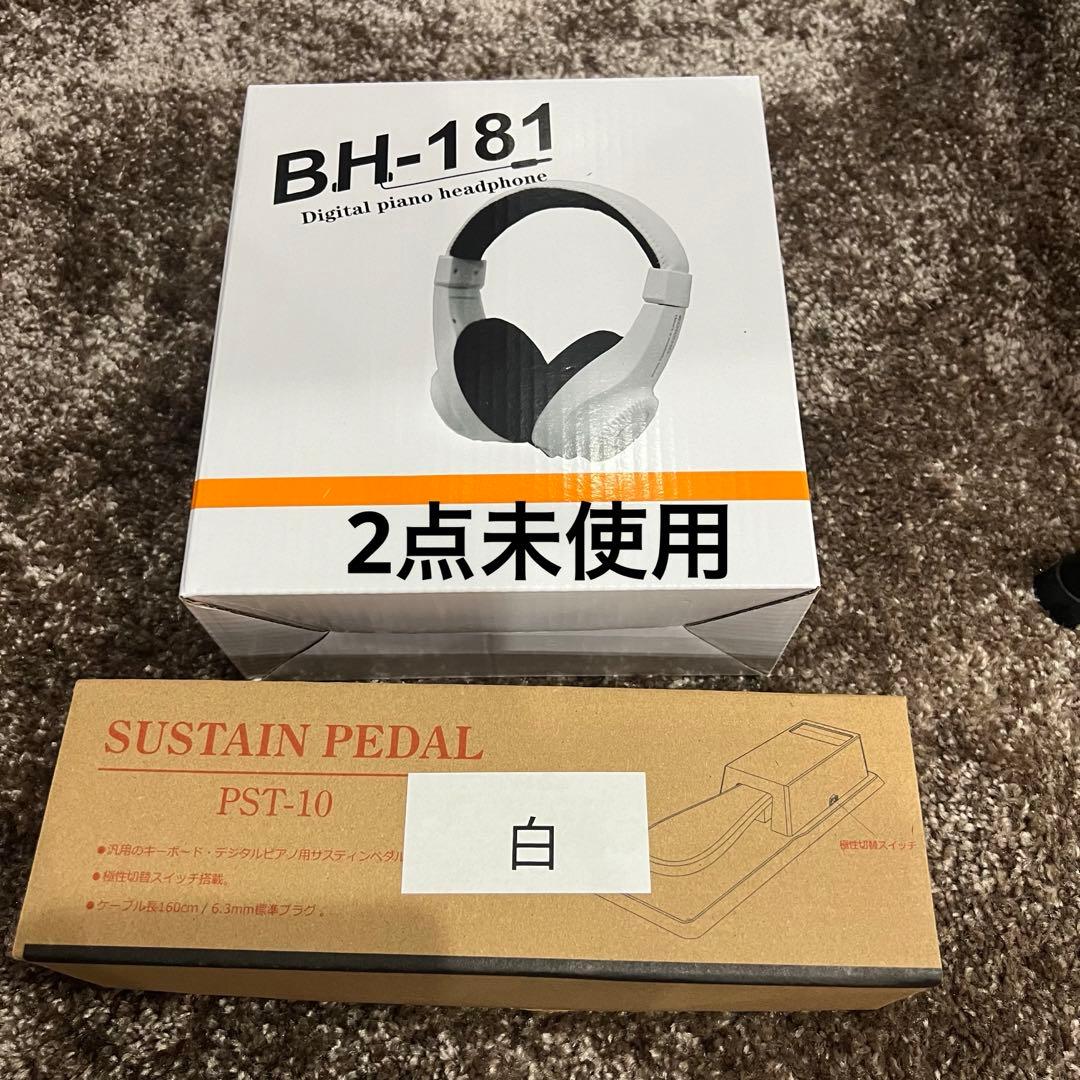 BH-181
Digital piano headphone
2点未使用
SUSTAIN PEDAL
PST-10
白
●汎用のキーボード・デジタルピアノ用サスティンペダル
●極性切替スイッチ搭載。
●ケーブル長160cm / 6.3mm標準プラグ。
極性切替スイッチ